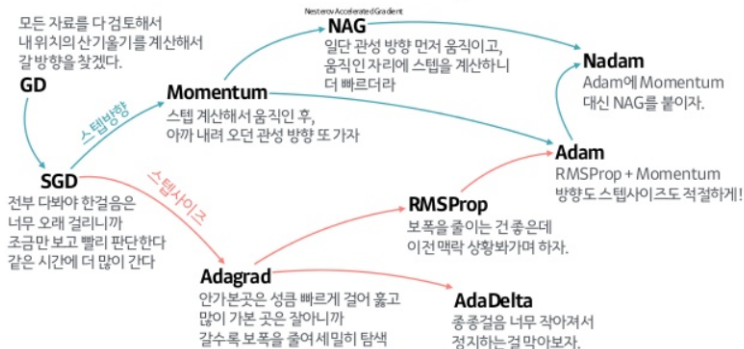 모든 자료를 다 검토해서
내 위치의 산기울기를 계산해서
갈 방향을 찾겠다.
GD
Nesterov Accelerated Gradient
NAG
일단 관성 방향 먼저 움직이고,
움직인 자리에 스텝을 계산하니
더 빠르더라
Nadam
Adam에 Momentum
대신 NAG를 붙이자.
Momentum
스텝 계산해서 움직인 후,
아까 내려 오던 관성 방향 또 가자
스텝방향
Adam
RMSProp + Momentum
방향도 스텝사이즈도 적절하게!
SGD
전부 다봐야 한걸음은
너무 오래 걸리니까
조금만 보고 빨리 판단한다
같은 시간에 더 많이 간다
스텝사이즈
RMSProp
보폭을 줄이는 건 좋은데
이전 맥락 상황봐가며 하자.
Adagrad
안가본곳은 성큼 빠르게 걸어 훓고
많이 가본 곳은 잘아니까
갈수록 보폭을 줄여 세밀히 탐색
AdaDelta
종종걸음 너무 작아져서
정지하는걸 막아보자.